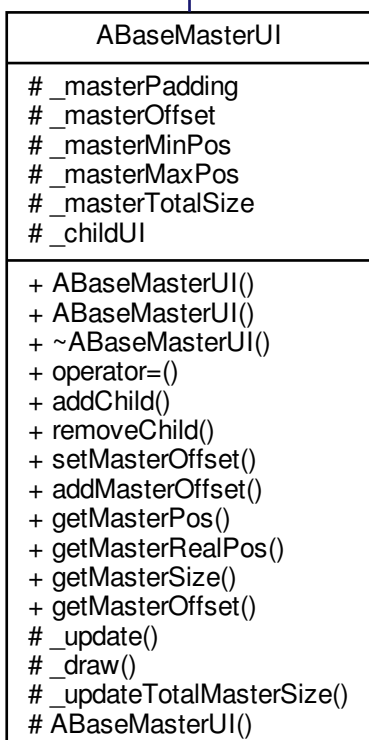 ABaseMasterUI
# _masterPadding
# _masterOffset
# _masterMinPos
# _masterMaxPos
# _masterTotalSize
# _childUI
+ ABaseMasterUI()
+ ABaseMasterUI()
+ ~ABaseMasterUI()
+ operator=()
+ addChild()
+ removeChild()
+ setMasterOffset()
+ addMasterOffset()
+ getMasterPos()
+ getMasterRealPos()
+ getMasterSize()
+ getMasterOffset()
# _update()
# _draw()
# _updateTotalMasterSize()
# ABaseMasterUI()